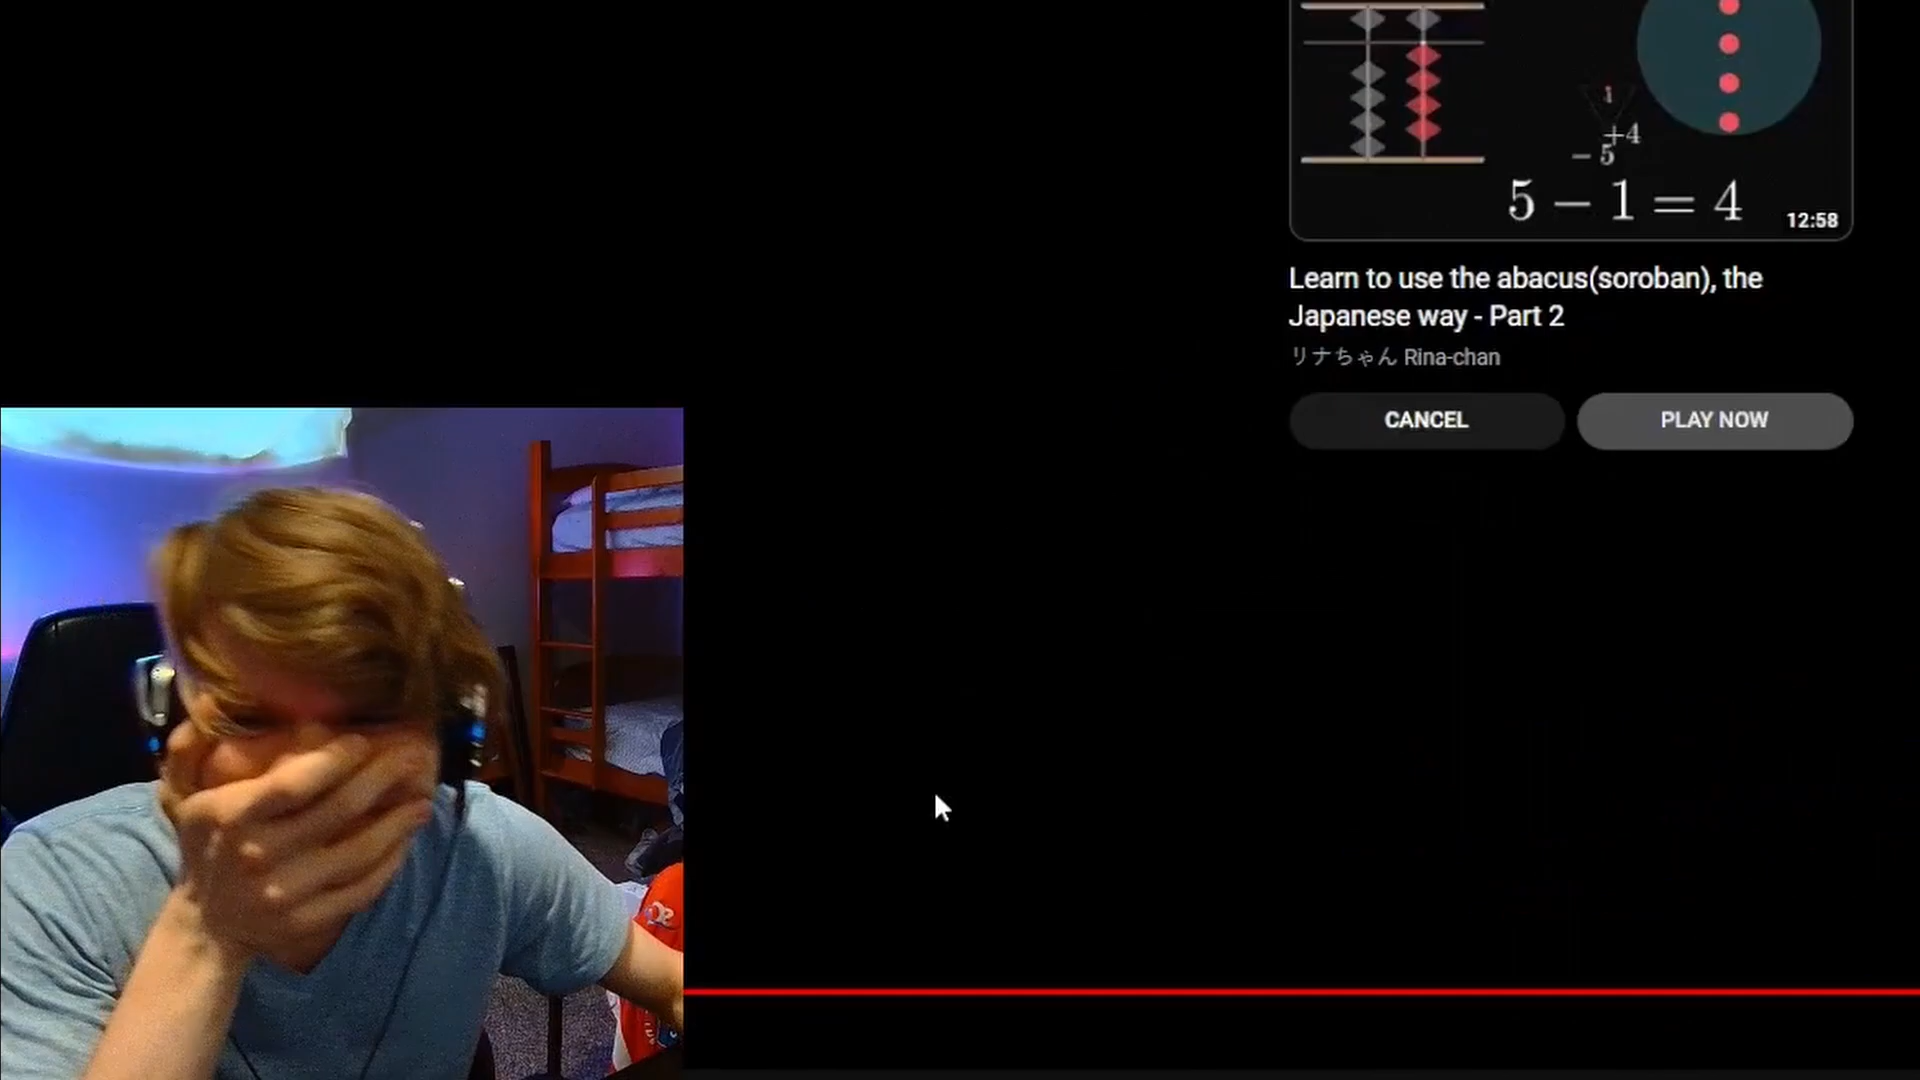 1
+4
− 5
5 − 1 = 4
12:58
Learn to use the abacus(soroban), the
Japanese way - Part 2
リナちゃん Rina-chan
CANCEL
PLAY NOW